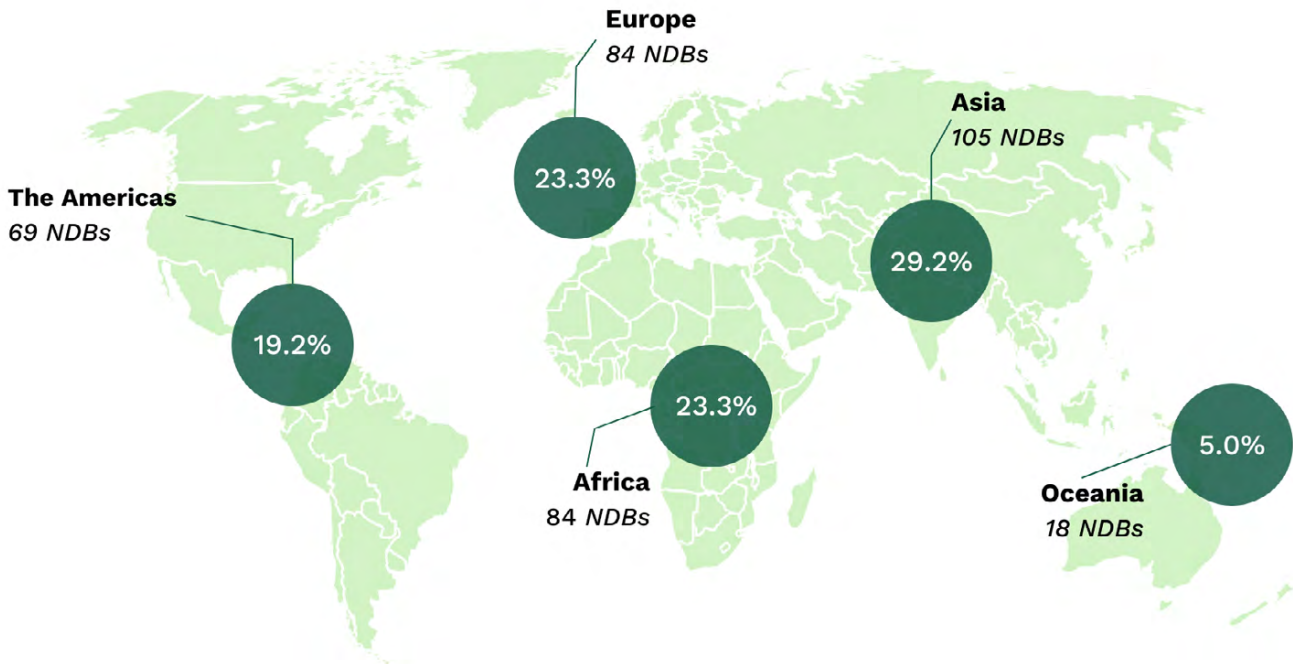 Europe
84 NDBs
23.3%
Asia
105 NDBs
29.2%
The Americas
69 NDBs
19.2%
23.3%
Africa
84 NDBs
5.0%
Oceania
18 NDBs